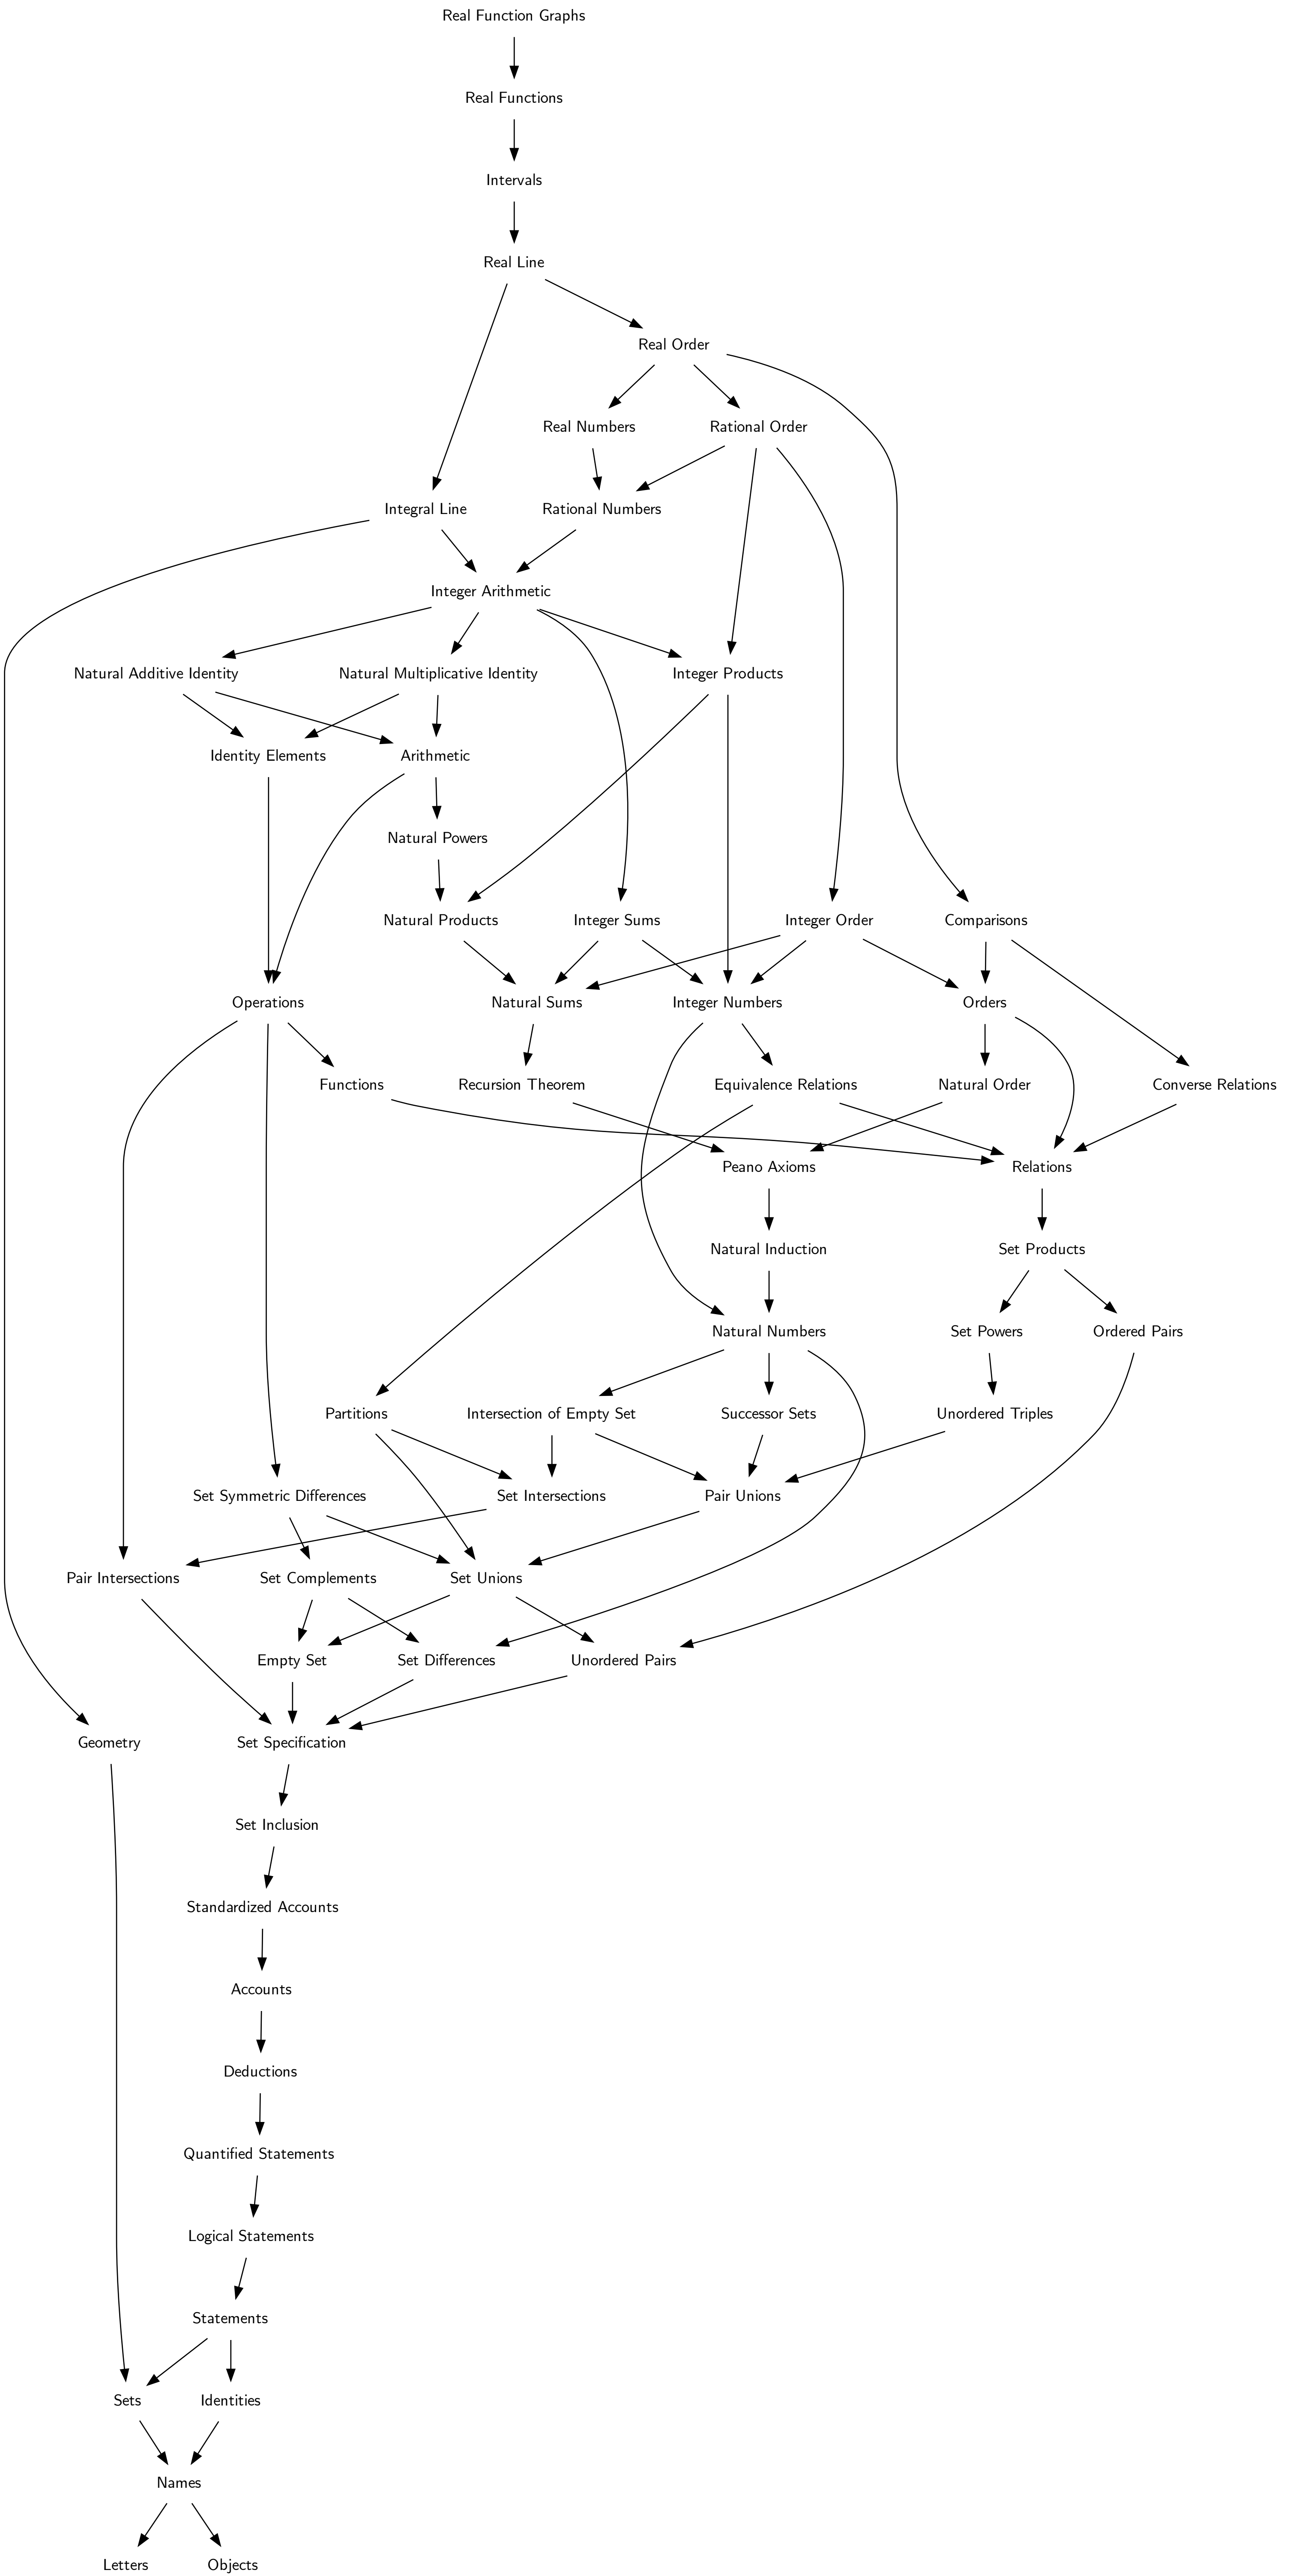 Real Function Graphs
Real Functions
Intervals
Real Line
Real Order
Real Numbers
Rational Order
Integral Line
Rational Numbers
Integer Arithmetic
Natural Additive Identity
Natural Multiplicative Identity
Integer Products
Identity Elements
Arithmetic
Natural Powers
Natural Products
Integer Sums
Integer Order
Comparisons
Operations
Natural Sums
Integer Numbers
Orders
Functions
Recursion Theorem
Equivalence Relations
Natural Order
Converse Relations
Peano Axioms
Relations
Natural Induction
Set Products
Natural Numbers
Set Powers
Ordered Pairs
Partitions
Intersection of Empty Set
Successor Sets
Unordered Triples
Set Symmetric Differences
Set Intersections
Pair Unions
Pair Intersections
Set Complements
Set Unions
Empty Set
Set Differences
Unordered Pairs
Geometry
Set Specification
Set Inclusion
Standardized Accounts
Accounts
Deductions
Quantified Statements
Logical Statements
Statements
Sets
Identities
Names
Letters
Objects